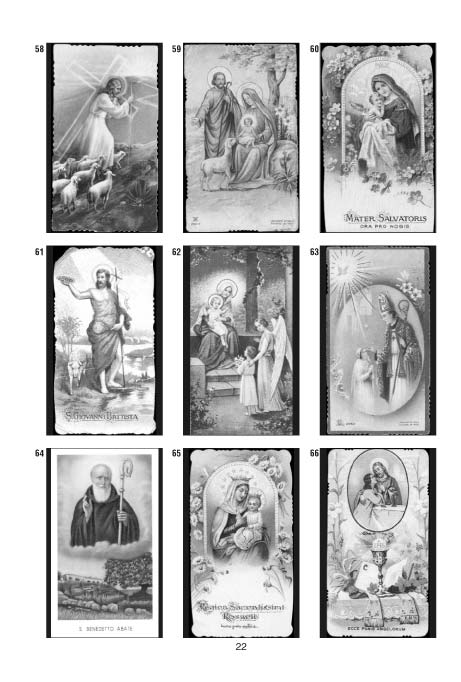 58
59
60
MATER SALVATORIS
ORA PRO NOBIS
61
62
63
S. GIOVANNI BATTISTA
64
65
66
S. BENEDETTO ABATE
Regina Sacratissimi
Rosarii
ECCE PANIS ANGELORUM
22